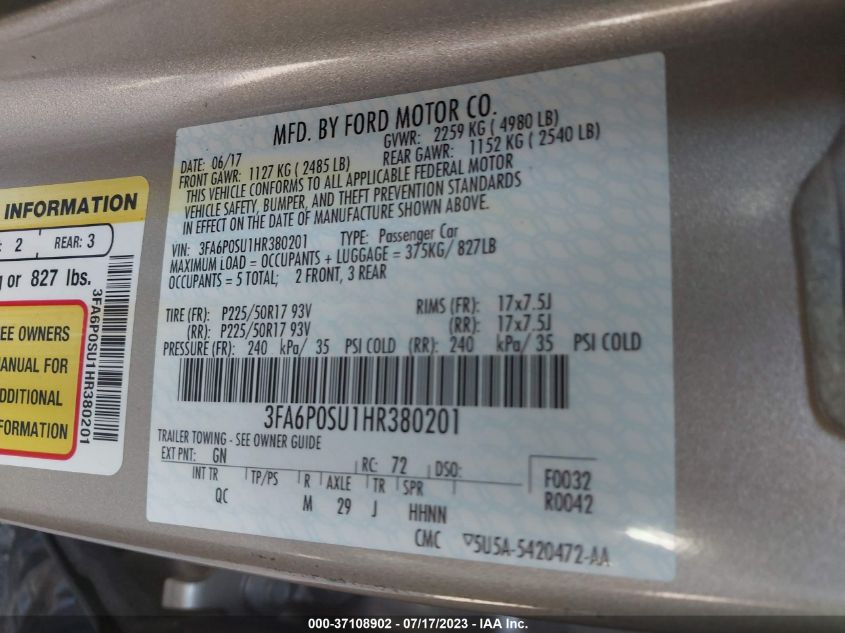 INFORMATION
: 2 REAR: 3
g or 827 lbs.
EE OWNERS
ANUAL FOR
DDITIONAL
FORMATION
3FA6P0SU1HR380201
MFD. BY FORD MOTOR CO.
DATE: 06/17 GVWR: 2259 KG ( 4980 LB)
FRONT GAWR: 1127 KG ( 2485 LB) REAR GAWR: 1152 KG ( 2540 LB)
THIS VEHICLE CONFORMS TO ALL APPLICABLE FEDERAL MOTOR
VEHICLE SAFETY, BUMPER, AND THEFT PREVENTION STANDARDS
IN EFFECT ON THE DATE OF MANUFACTURE SHOWN ABOVE.
VIN: 3FA6P0SU1HR380201 TYPE: Passenger Car
MAXIMUM LOAD = OCCUPANTS + LUGGAGE = 375KG/ 827LB
OCCUPANTS = 5 TOTAL; 2 FRONT, 3 REAR
TIRE (FR): P225/50R17 93V RIMS (FR): 17x7.5J
(RR): P225/50R17 93V (RR): 17x7.5J
PRESSURE (FR): 240 kPa/ 35 PSI COLD (RR): 240 kPa/ 35 PSI COLD
3FA6P0SU1HR380201
TRAILER TOWING - SEE OWNER GUIDE
EXT PNT: GN RC: 72 DSO: F0032
INT TR TP/PS R AXLE TR SPR R0042
QC M 29 J HHNN
CMC 5U5A-5420472-AA
000-37108902 / 07/17/2023 - IAA Inc.